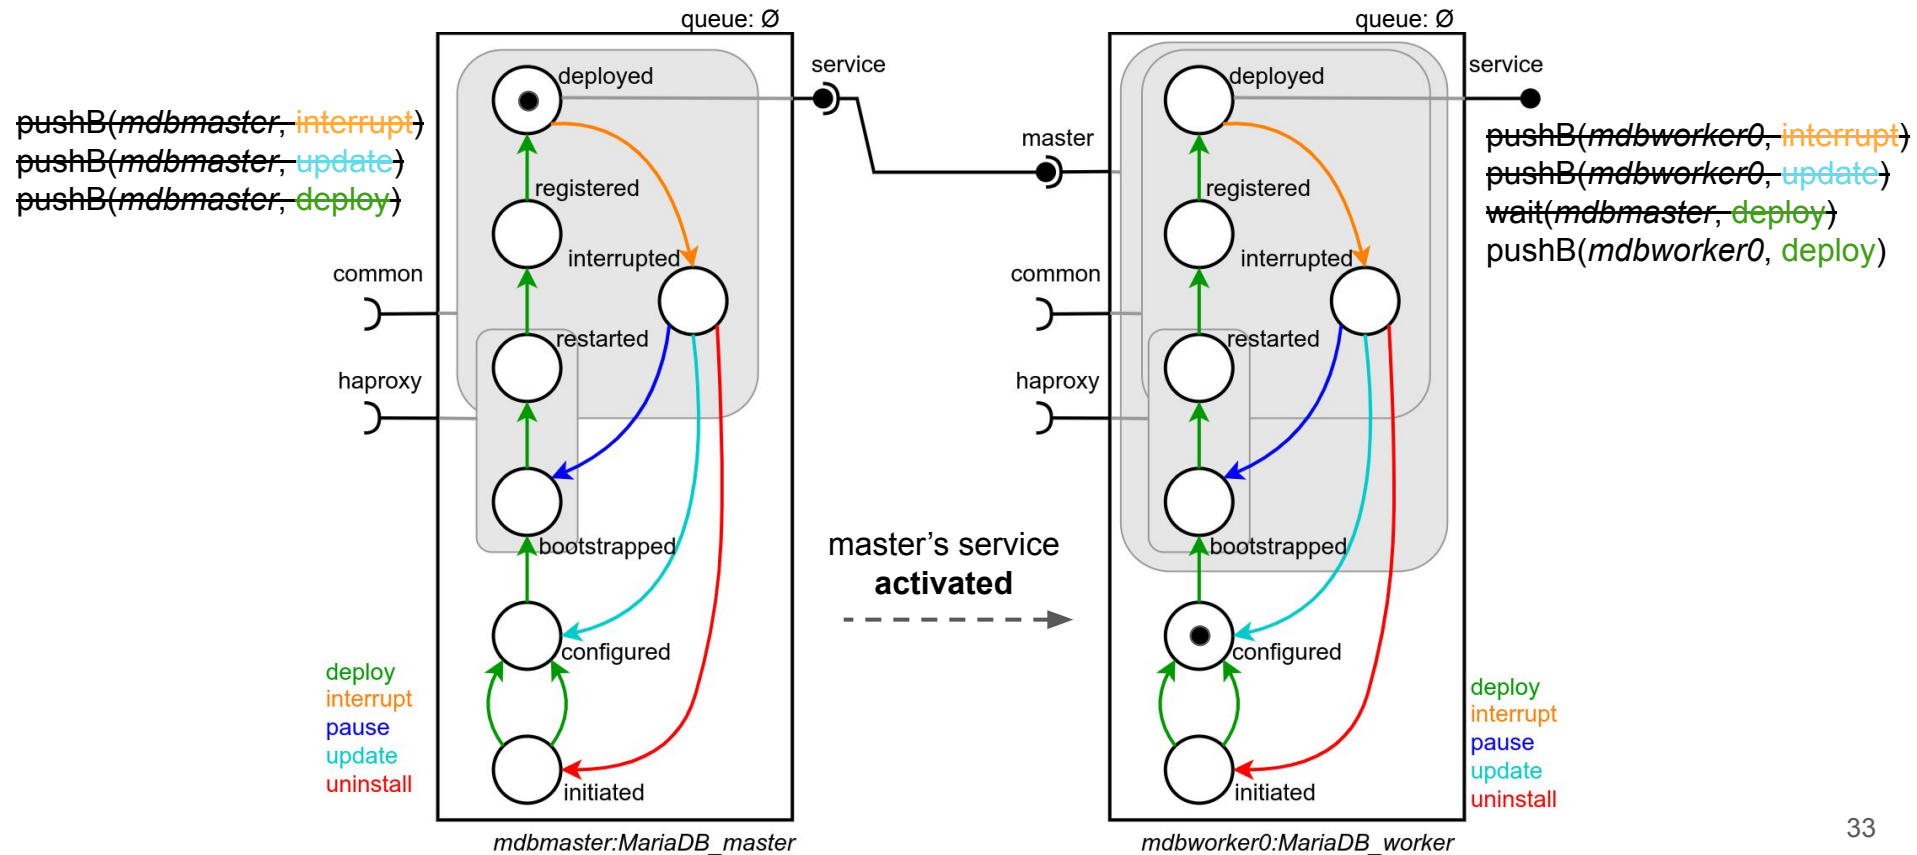 queue: Ø
queue: Ø
service
service
deployed
deployed
pushB(mdbmaster, interrupt)
pushB(mdbmaster, update)
pushB(mdbmaster, deploy)
master
pushB(mdbworker0, interrupt)
pushB(mdbworker0, update)
wait(mdbmaster, deploy)
pushB(mdbworker0, deploy)
registered
registered
interrupted
interrupted
common
common
restarted
restarted
haproxy
haproxy
bootstrapped
bootstrapped
master's service
activated
configured
configured
deploy
interrupt
pause
update
uninstall
deploy
interrupt
pause
update
uninstall
initiated
initiated
mdbmaster:MariaDB_master
mdbworker0:MariaDB_worker
33